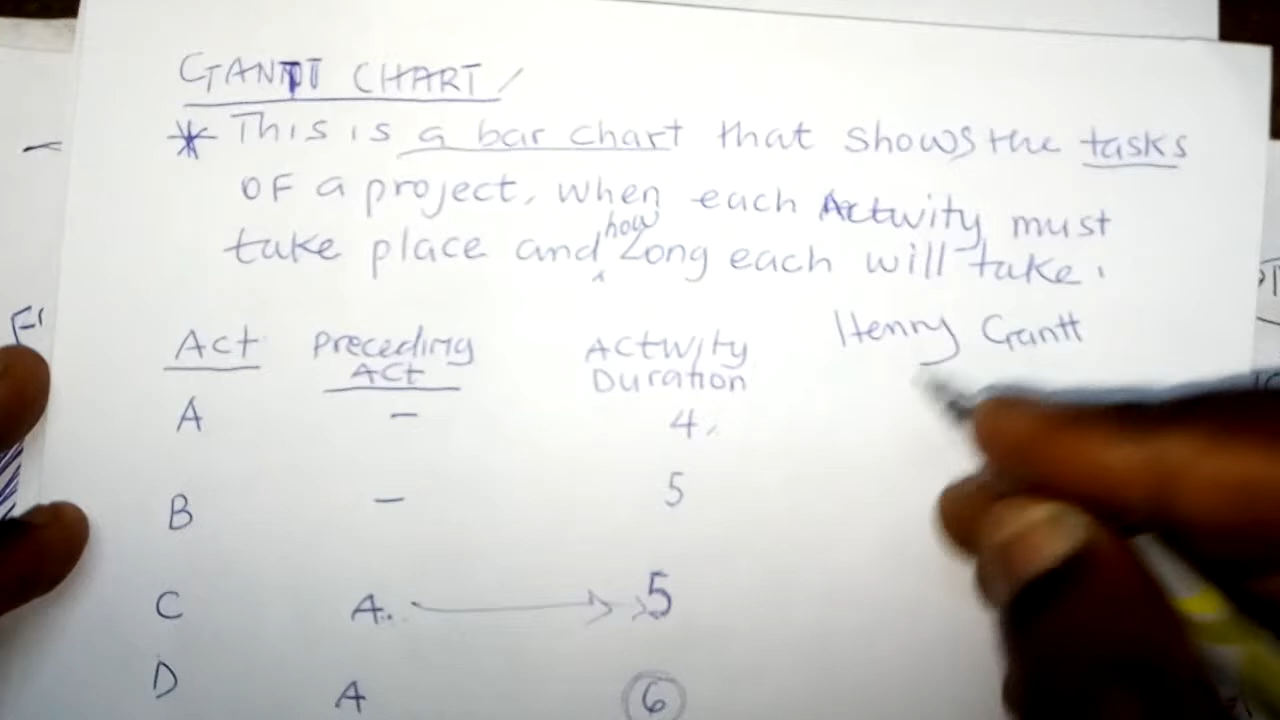 GANTT CHART
* This is a bar chart that shows the tasks
OF a project, when each Activity must
take place and how Long each will take.
Henry Gantt
Act Preceding Act Activity Duration
A - 4
B - 5
C A 5
D A 6